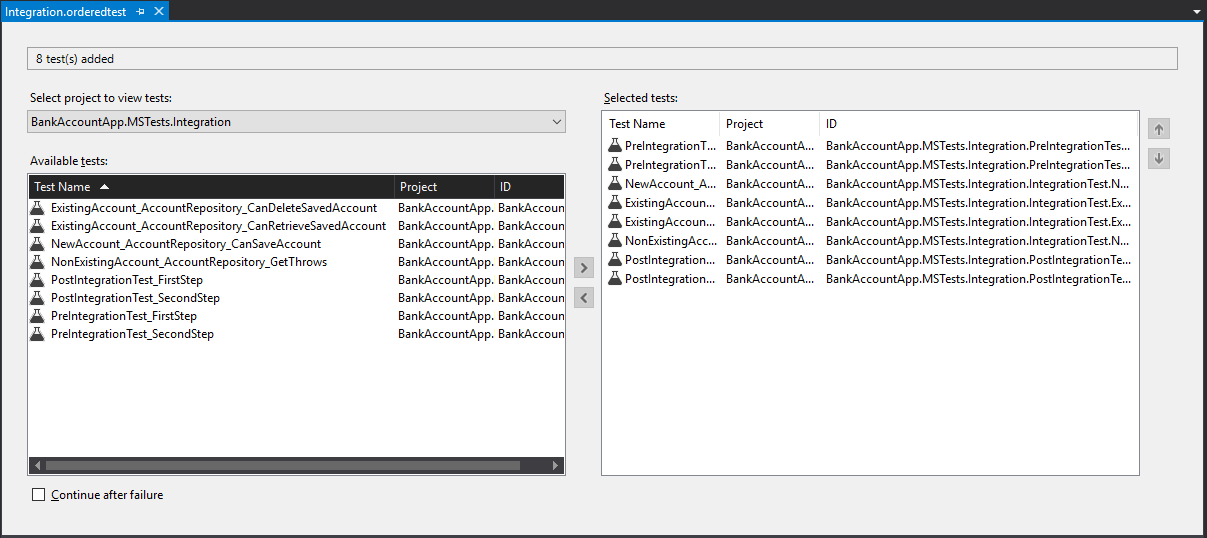 Integration.orderedtest
8 test(s) added
Select project to view tests:
BankAccountApp.MSTests.Integration
Available tests:
Test Name Project ID
ExistingAccount_AccountRepository_CanDeleteSavedAccount BankAccountApp. BankAccoun
ExistingAccount_AccountRepository_CanRetrieveSavedAccount BankAccountApp. BankAccoun
NewAccount_AccountRepository_CanSaveAccount BankAccountApp. BankAccoun
NonExistingAccount_AccountRepository_GetThrows BankAccountApp. BankAccoun
PostIntegrationTest_FirstStep BankAccountApp. BankAccoun
PostIntegrationTest_SecondStep BankAccountApp. BankAccoun
PreIntegrationTest_FirstStep BankAccountApp. BankAccoun
PreIntegrationTest_SecondStep BankAccountApp. BankAccoun
Continue after failure
Selected tests:
Test Name Project ID
PreIntegrationT... BankAccountA... BankAccountApp.MSTests.Integration.PreIntegrationTes...
PreIntegrationT... BankAccountA... BankAccountApp.MSTests.Integration.PreIntegrationTes...
NewAccount_A... BankAccountA... BankAccountApp.MSTests.Integration.IntegrationTest.N...
ExistingAccoun... BankAccountA... BankAccountApp.MSTests.Integration.IntegrationTest.Ex...
ExistingAccoun... BankAccountA... BankAccountApp.MSTests.Integration.IntegrationTest.Ex...
NonExistingAcc... BankAccountA... BankAccountApp.MSTests.Integration.IntegrationTest.N...
PostIntegration... BankAccountA... BankAccountApp.MSTests.Integration.PostIntegrationTe...
PostIntegration... BankAccountA... BankAccountApp.MSTests.Integration.PostIntegrationTe...